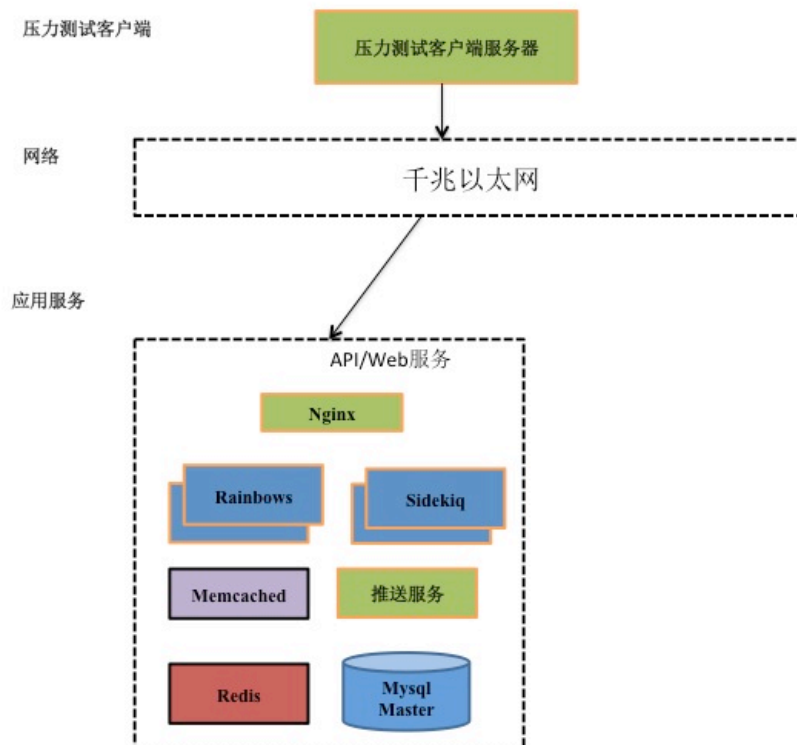 压力测试客户端
压力测试客户端服务器
网络
千兆以太网
应用服务
API/Web服务
Nginx
Rainbows
Sidekiq
Memcached
推送服务
Redis
Mysql
Master